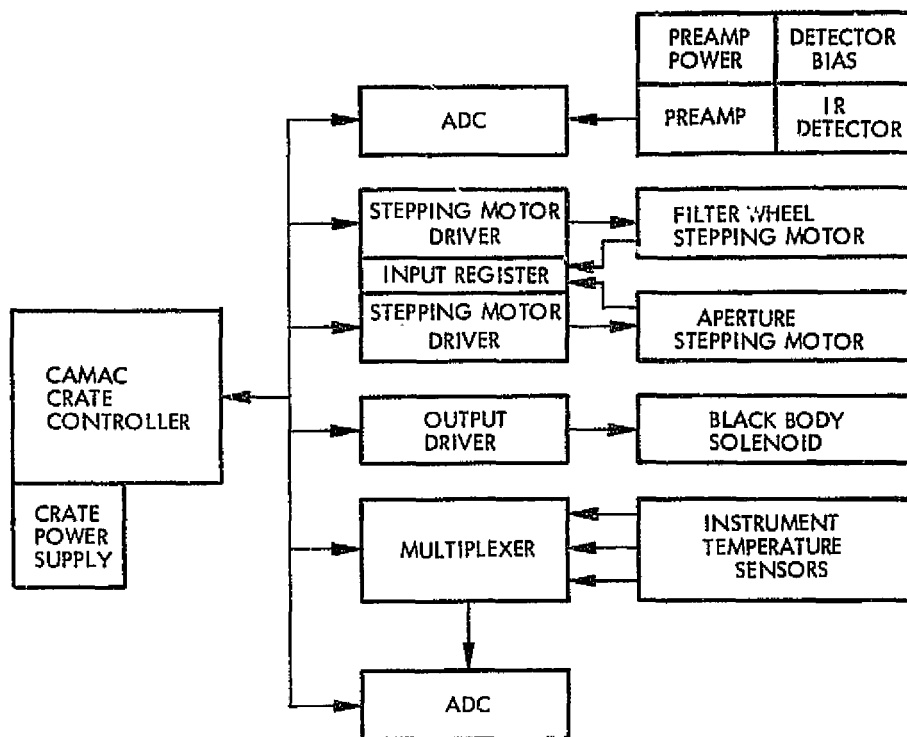 PREAMP
POWER
DETECTOR
BIAS
ADC
PREAMP
IR
DETECTOR
STEPPING MOTOR
DRIVER
FILTER WHEEL
STEPPING MOTOR
INPUT REGISTER
STEPPING MOTOR
DRIVER
APERTURE
STEPPING MOTOR
CAMAC
CRATE
CONTROLLER
OUTPUT
DRIVER
BLACK BODY
SOLENOID
CRATE
POWER
SUPPLY
MULTIPLEXER
INSTRUMENT
TEMPERATURE
SENSORS
ADC